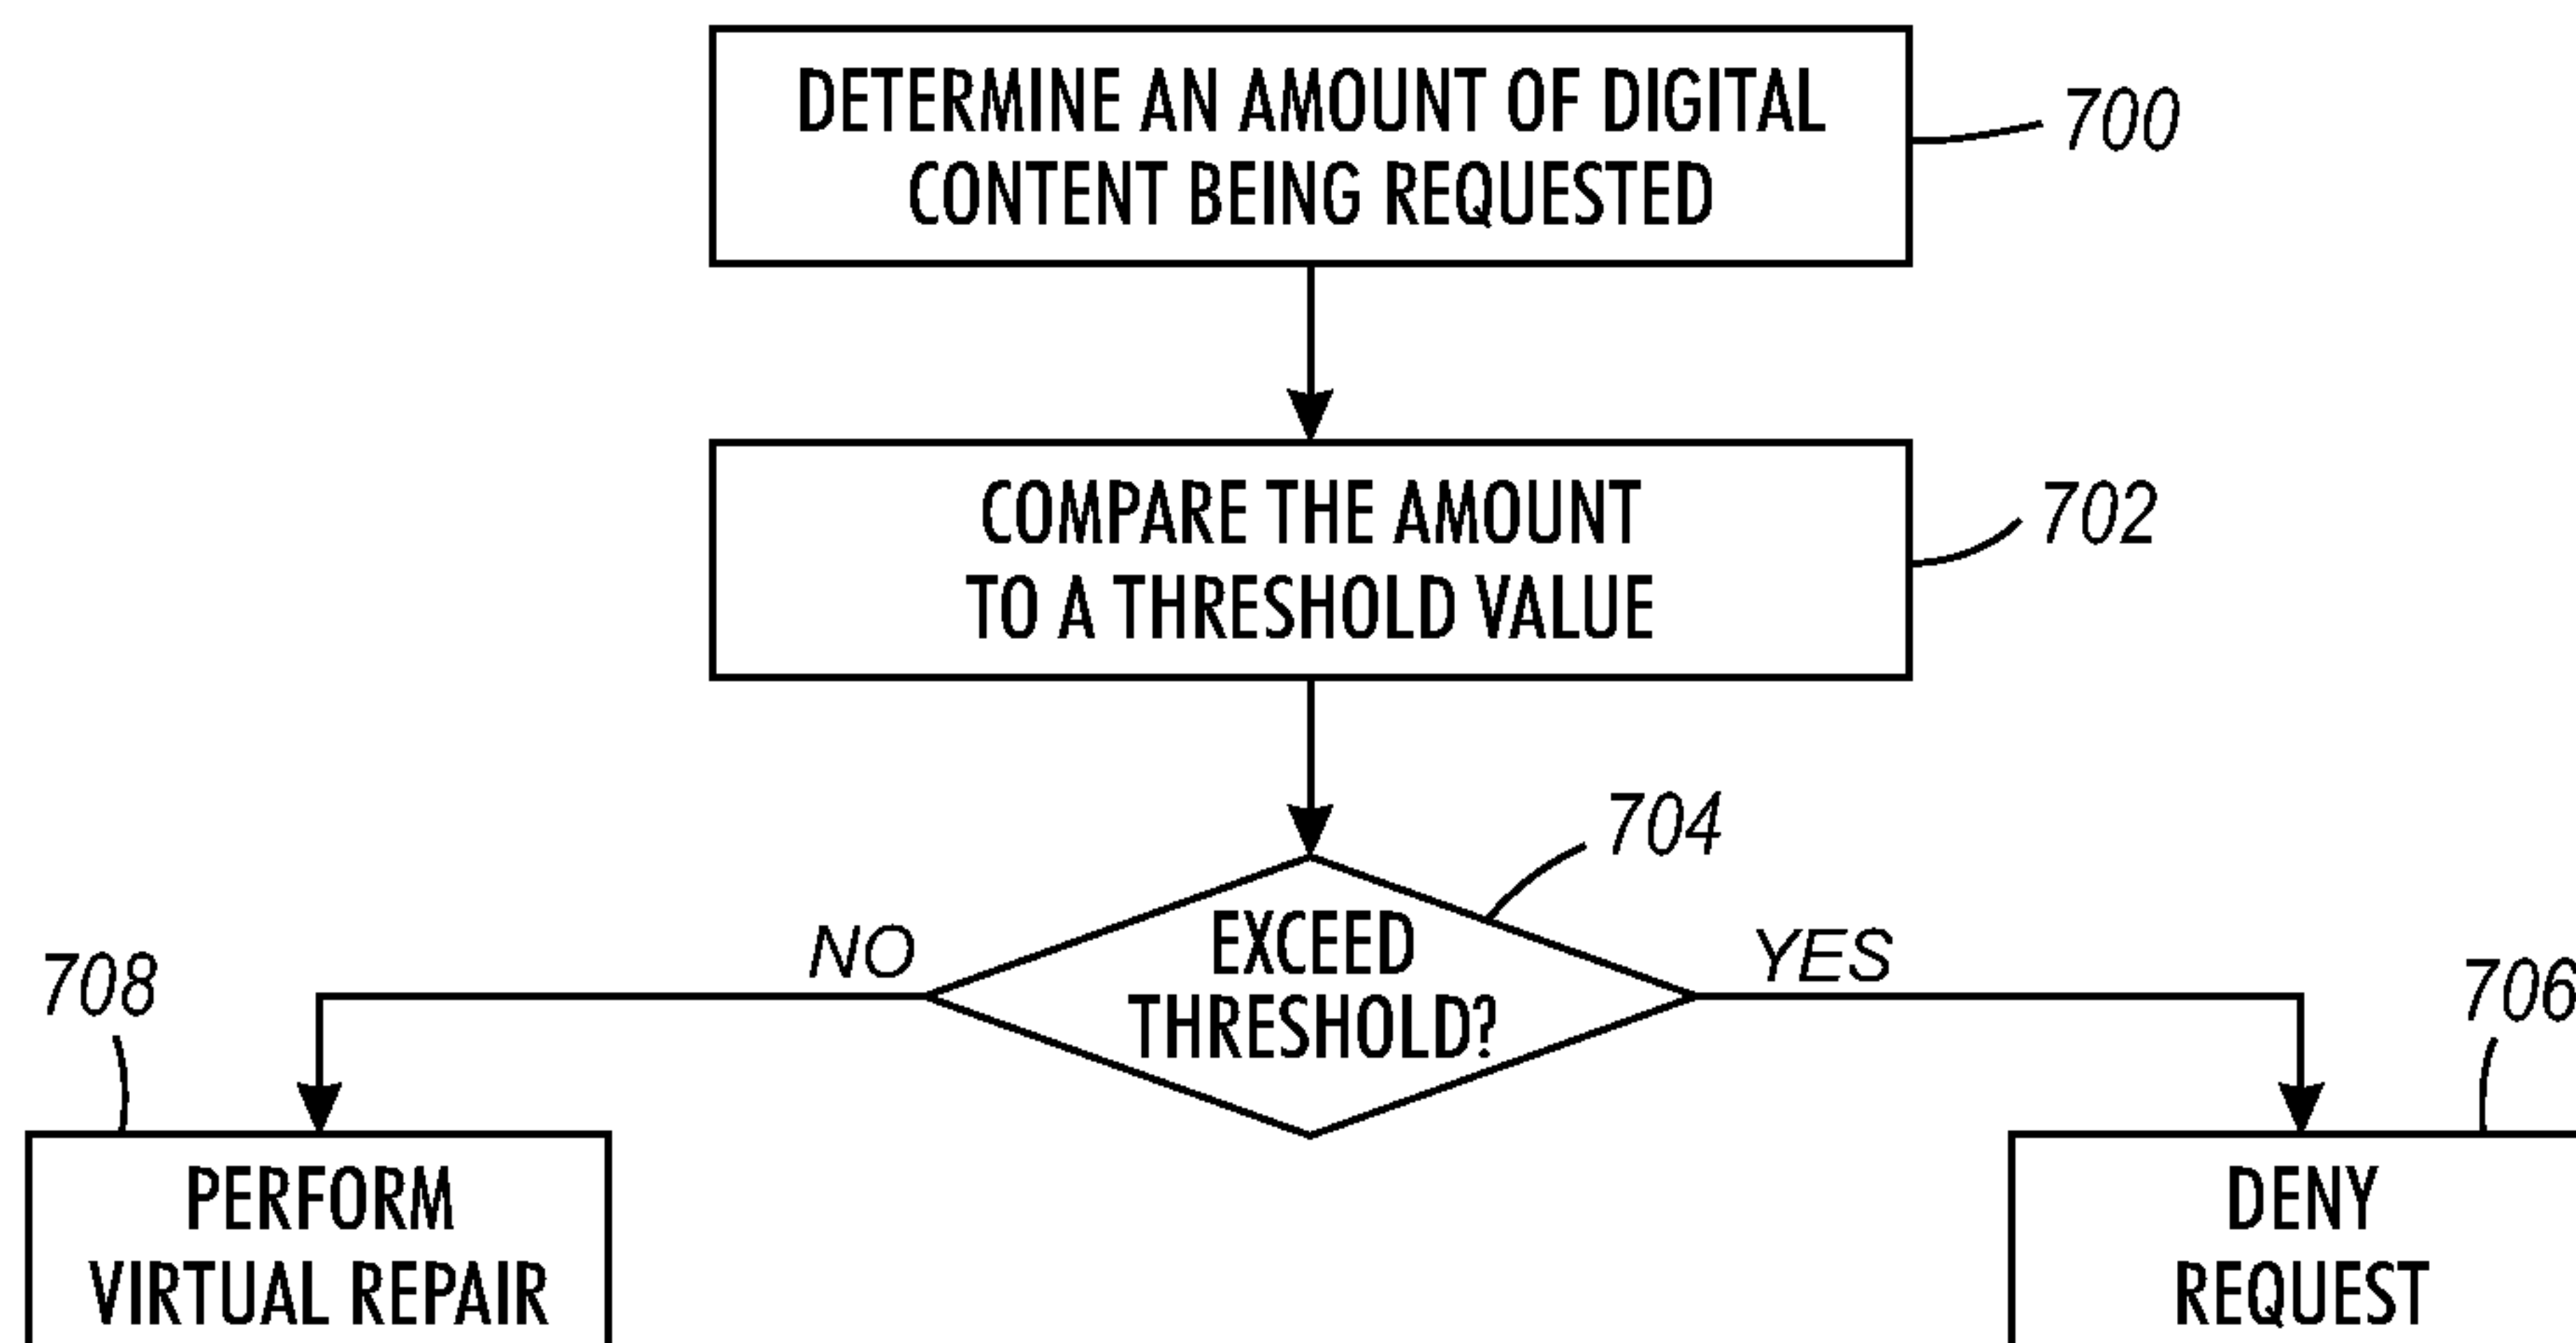 DETERMINE AN AMOUNT OF DIGITAL
CONTENT BEING REQUESTED
700
COMPARE THE AMOUNT
TO A THRESHOLD VALUE
702
704
EXCEED
THRESHOLD?
NO
YES
708
706
PERFORM
VIRTUAL REPAIR
DENY
REQUEST